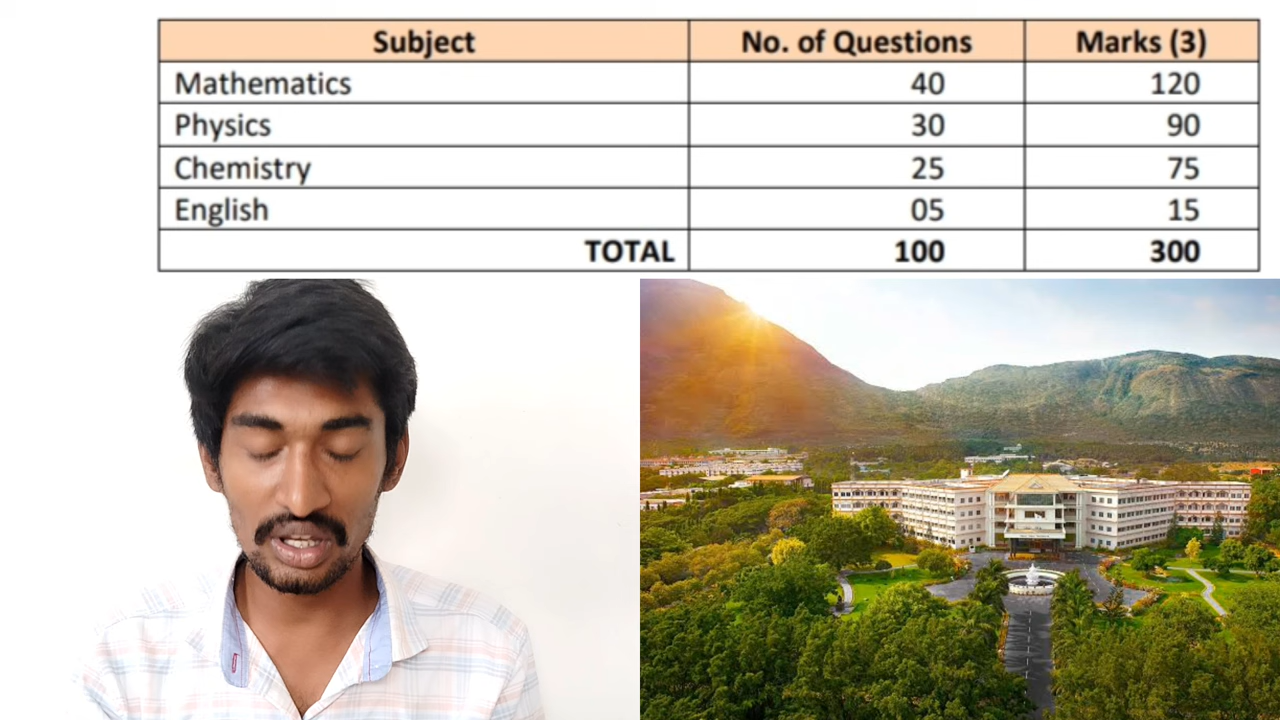 Subject No. of Questions Marks (3)
Mathematics 40 120
Physics 30 90
Chemistry 25 75
English 05 15
TOTAL 100 300